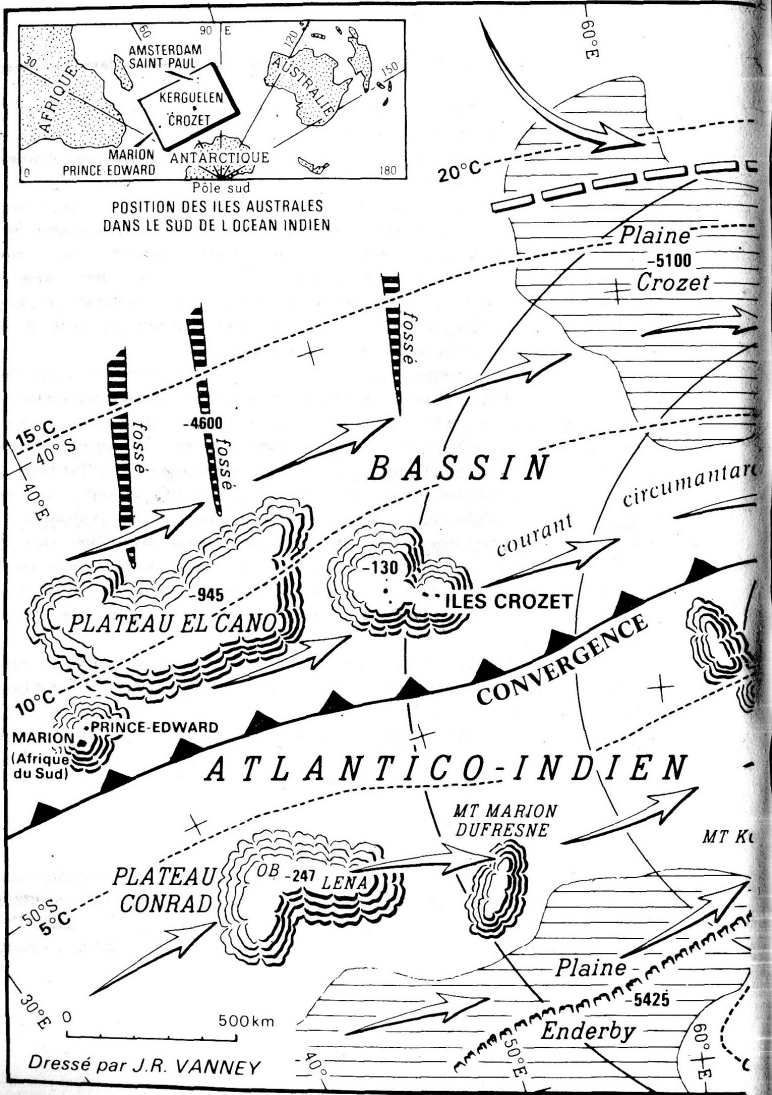 60
90
E
120
AMSTERDAM
SAINT PAUL
30
150
AFRIQUE
KERGUELEN
CROZET
AUSTRALIE
MARION
PRINCE EDWARD
ANTARCTIQUE
0
180
Pôle sud
POSITION DES ILES AUSTRALES
DANS LE SUD DE L'OCEAN INDIEN
60°E
20°C
Plaine
-5100
Crozet
fossé
fossé
fossé
-4600
15°C
40°S
40°E
BASSIN
circumantarc
courant
-130
ILES CROZET
-945
PLATEAU EL CANO
CONVERGENCE
10°C
PRINCE-EDWARD
MARION
(Afrique
du Sud)
ATLANTICO-INDIEN
MT MARION
DUFRESNE
MT K
OB
-247
LENA
PLATEAU
CONRAD
50°S
5°C
Plaine
-5425
Enderby
30°E
0
500km
40°
50°E
60°E
Dressé par J.R. VANNEY